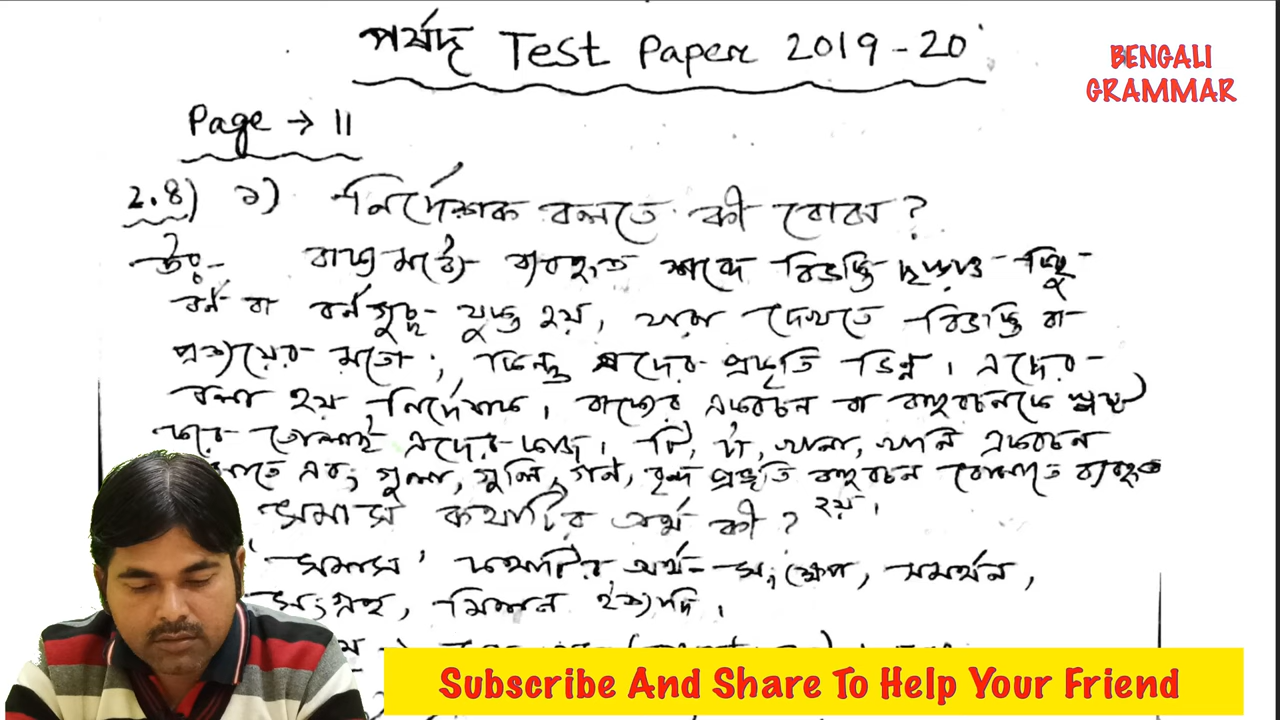 পর্ষদ Test Paper 2019-20
BENGALI
GRAMMAR
Page → 11
2.8) ১) নির্দেশক বলতে কী বোঝ ?
উঃ- বাক্যমধ্যে ব্যবহৃত শব্দে বিভক্তি ছাড়াও কিছু
বর্ন বা বর্নগুচ্ছ যুক্ত হয়, যারা দেখতে বিভক্তি বা
প্রত্যয়ের মতো, কিন্তু এদের প্রকৃতি ভিন্ন। এদের
বলা হয় নির্দেশক। বাক্যের একবচন বা বহুবচনকে স্পষ্ট
করে তোলাই এদের কাজ। টি, টা, খানা, খানি একবচন
এবং গুলা, গুলি, গন, বৃন্দ প্রভৃতি বহুবচন বোঝাতে ব্যবহৃত
হয়।
সমাস কথাটির অর্থ কী ?
'সমাস' কথাটির অর্থ- সংক্ষেপ, সমর্থন,
সংগ্রহ, মিলন ইত্যাদি।
Subscribe And Share To Help Your Friend